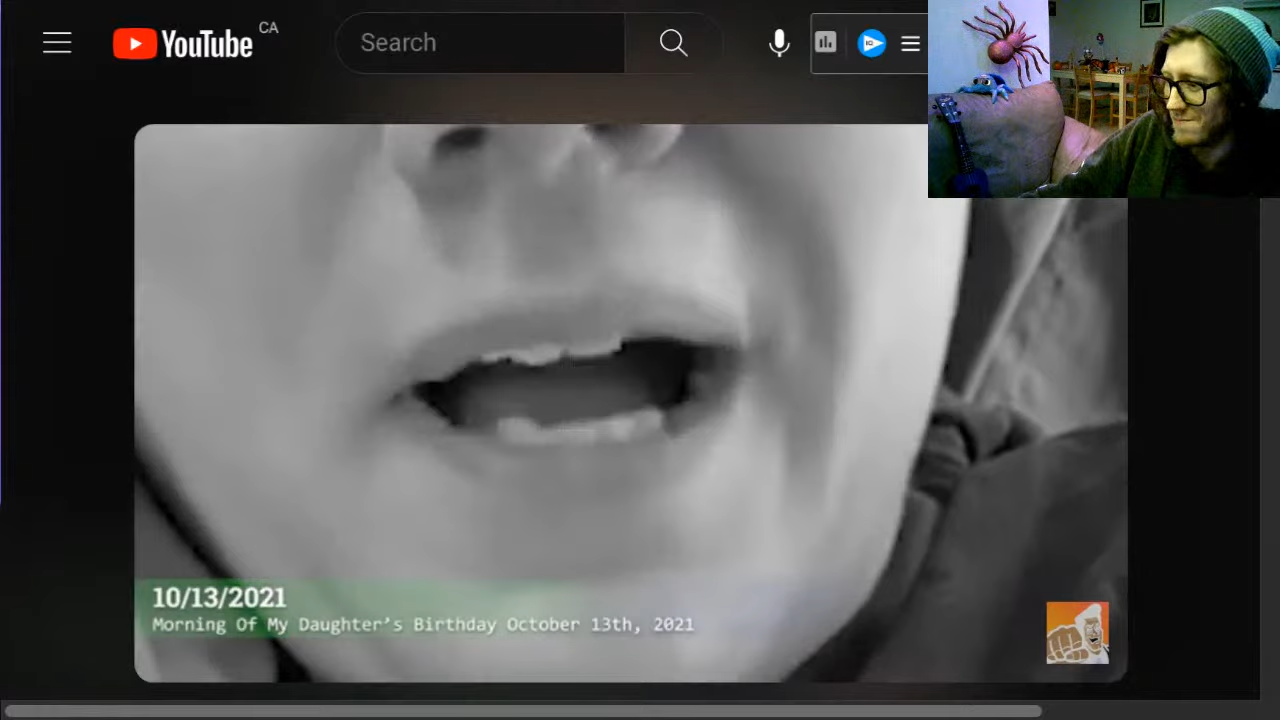 YouTube CA
Search
10/13/2021
Morning Of My Daughter's Birthday October 13th, 2021